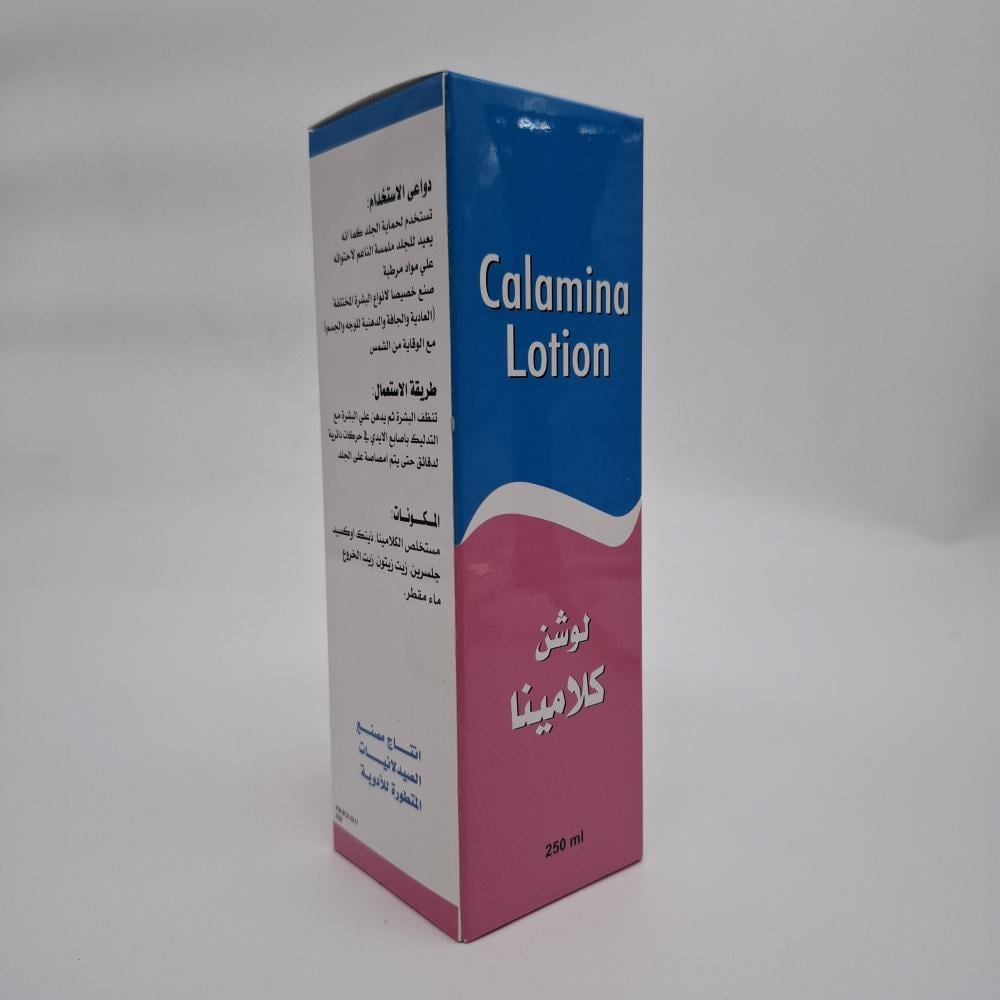 Calamina
Lotion
لوشن
كلامينا
250 ml
دواعى الاستخدام:
تستخدم لحماية الجلد كما انه
يعيد للجلد ملمسة الناعم لاحتوائه
علي مواد مرطبة
صنع خصيصا لانواع البشرة المختلفة
(العادية والجافة والدهنية للوجه والجسم)
مع الوقاية من الشمس
طريقة الاستعمال:
تنظف البشرة ثم يدهن علي البشرة مع
التدليك باصابع الايدي في حركات دائرية
لدقائق حتى يتم امصاصة على الجلد
المكونات:
مستخلص الكلامينا. ذينك اوكسيد
جلسرين. زيت زيتون. زيت الخروع
ماء مقطر.
انتاج مصنع
الصيدلانيات
المتطورة للأدوية